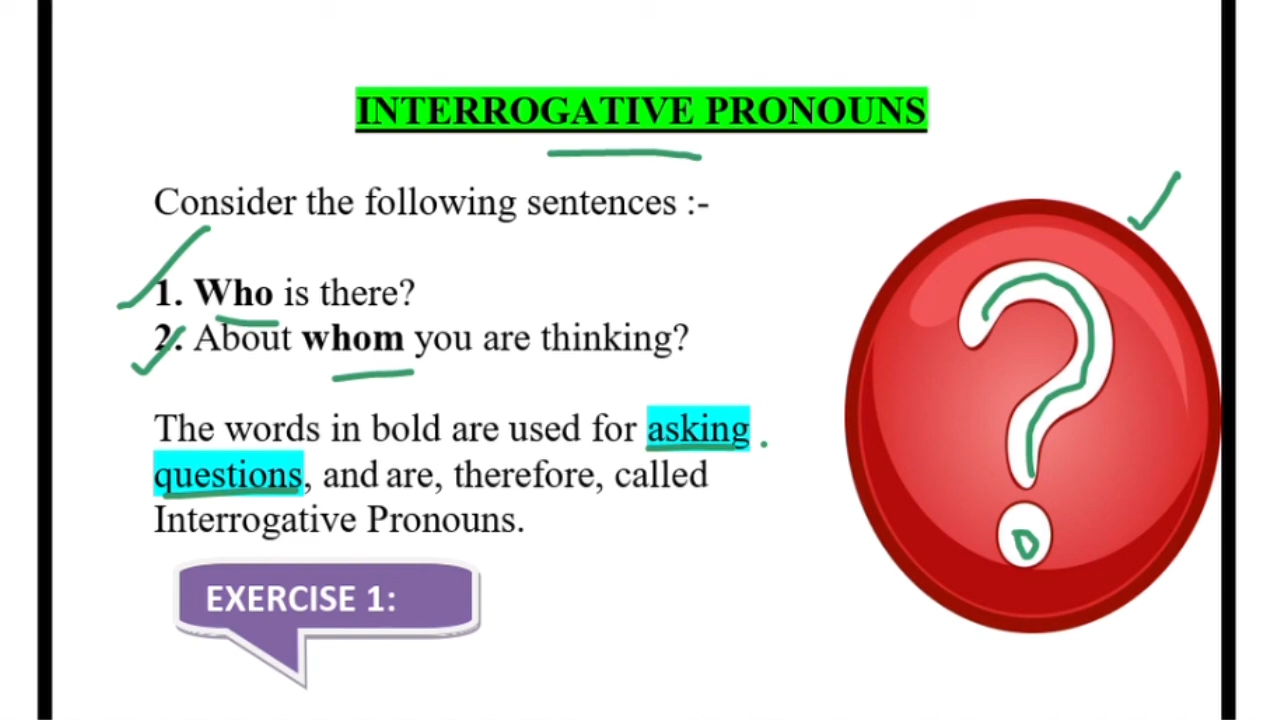 INTERROGATIVE PRONOUNS
Consider the following sentences :-
1. Who is there?
2. About whom you are thinking?
The words in bold are used for asking
questions, and are, therefore, called
Interrogative Pronouns.
EXERCISE 1: